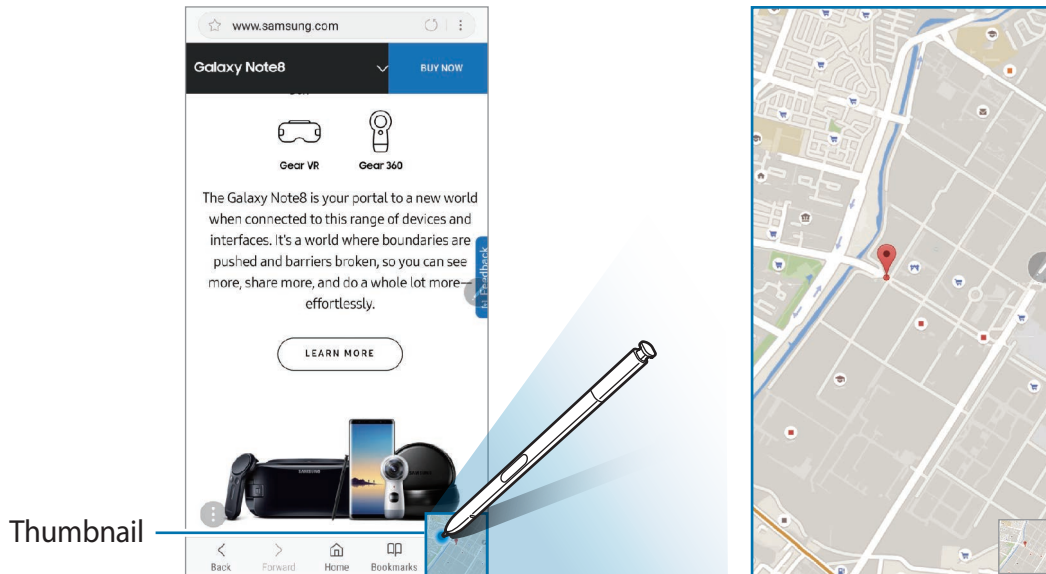 www.samsung.com
Galaxy Note8
BUY NOW
Gear VR
Gear 360
The Galaxy Note8 is your portal to a new world
when connected to this range of devices and
interfaces. It's a world where boundaries are
pushed and barriers broken, so you can see
more, share more, and do a whole lot more—
effortlessly.
Feedback
LEARN MORE
SAMSUNG
Thumbnail
Back
Forward
Home
Bookmarks